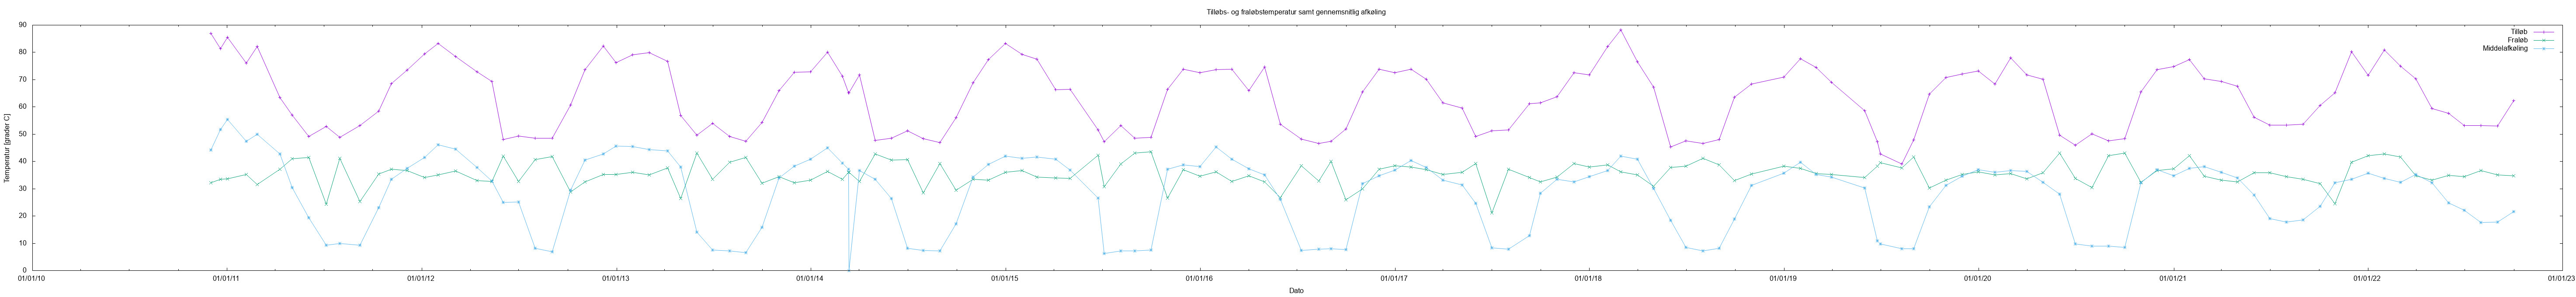 Tilløbs- og fraløbstemperatur samt gennemsnitlig afkøling
Tilløb
Fraløb
Middelafkøling
Temperatur [grader C]
90
80
70
60
50
40
30
20
10
0
01/01/10 01/01/11 01/01/12 01/01/13 01/01/14 01/01/15 01/01/16 01/01/17 01/01/18 01/01/19 01/01/20 01/01/21 01/01/22 01/01/23
Dato